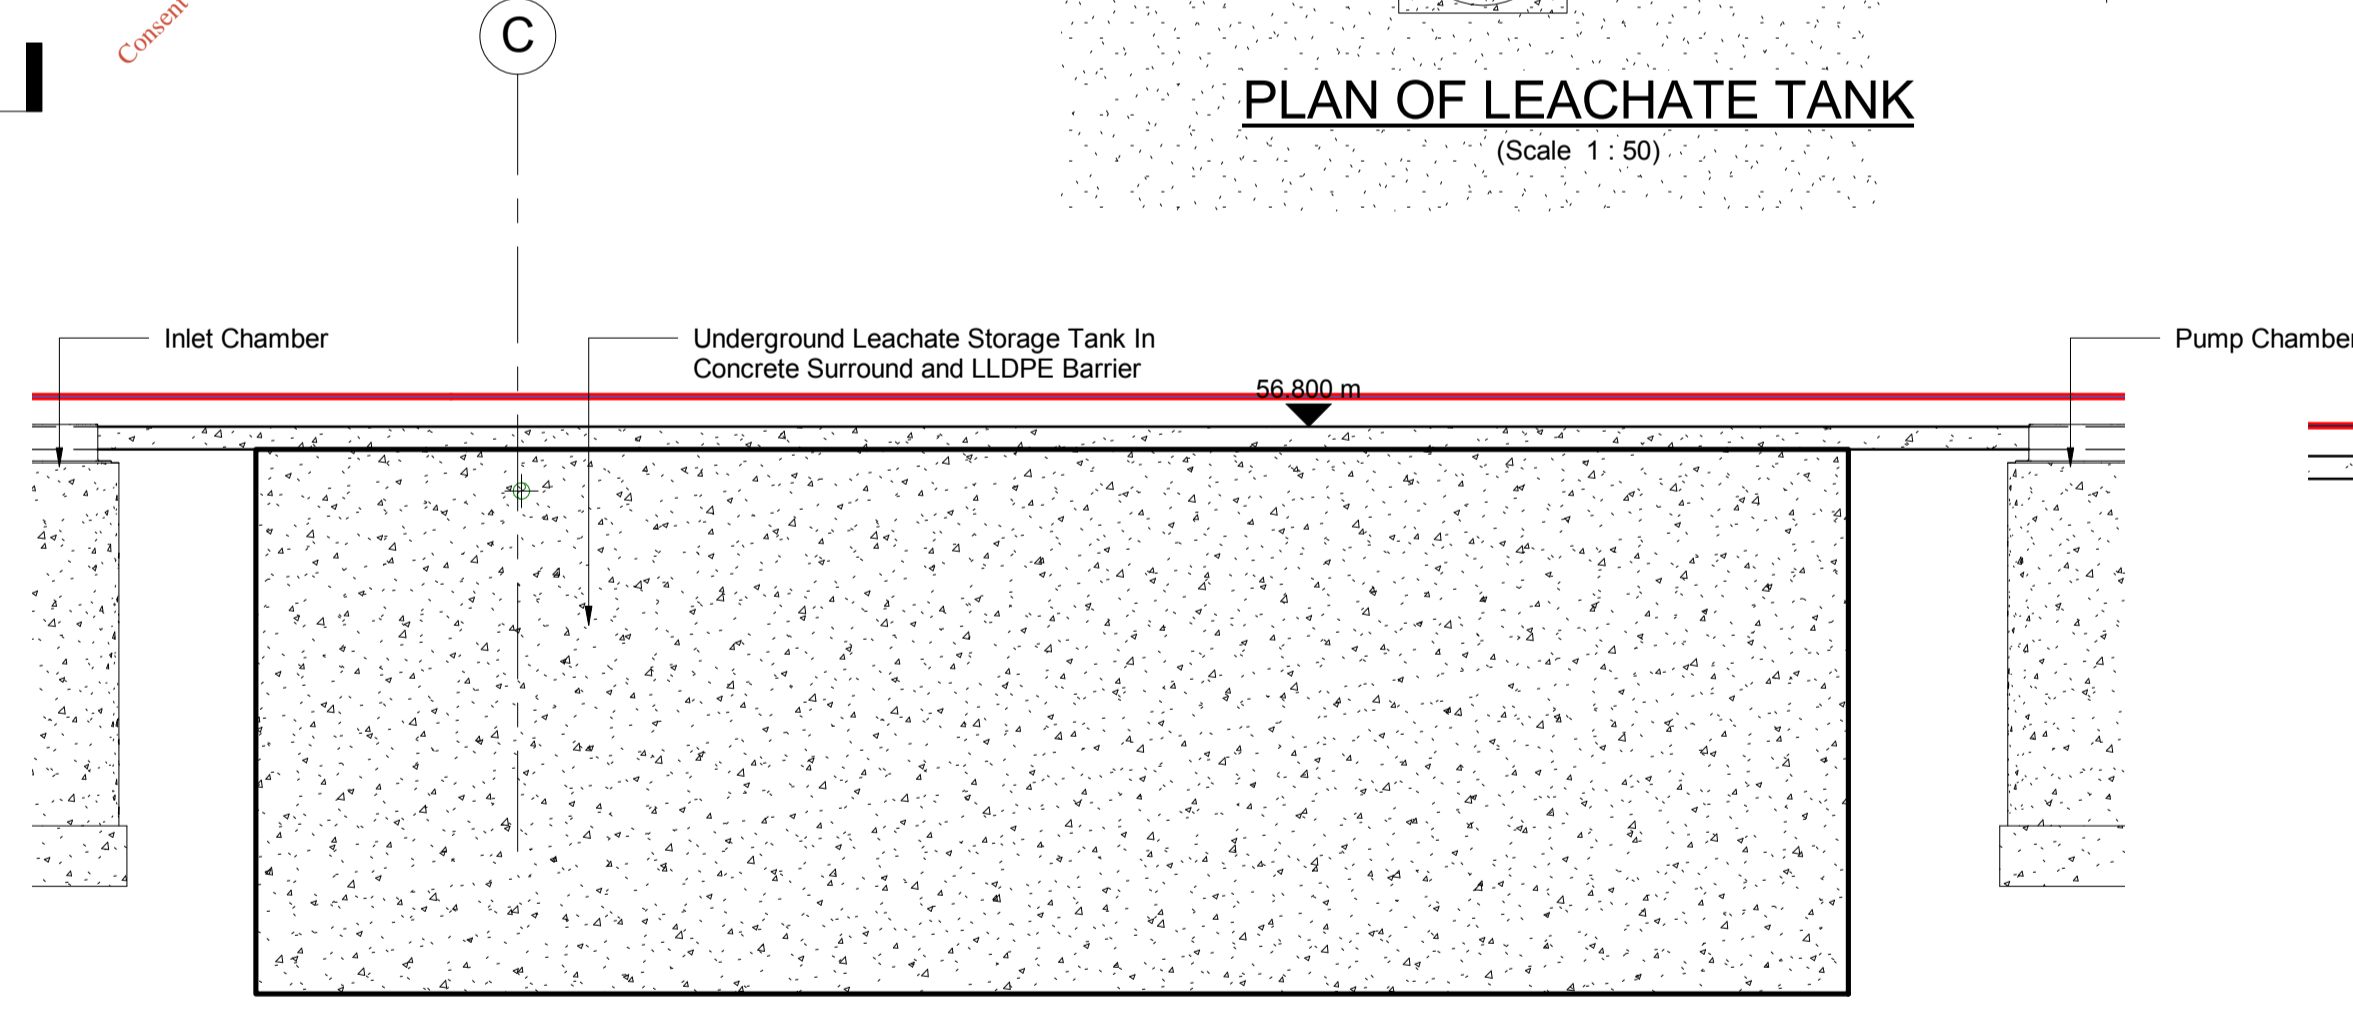 Consent
C
PLAN OF LEACHATE TANK
(Scale 1 : 50)
Inlet Chamber
Underground Leachate Storage Tank In
Concrete Surround and LLDPE Barrier
Pump Chamber
56.800 m